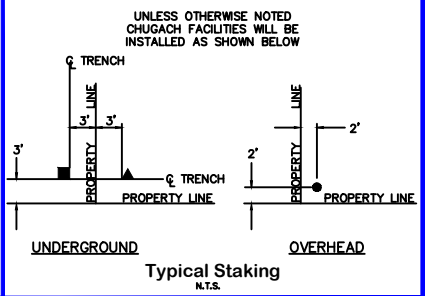 UNLESS OTHERWISE NOTED
CHUGACH FACILITIES WILL BE
INSTALLED AS SHOWN BELOW
℄ TRENCH
PROPERTY LINE
3' 3'
3'
℄ TRENCH
PROPERTY LINE
UNDERGROUND
PROPERTY LINE
2'
2'
PROPERTY LINE
OVERHEAD
Typical Staking
N.T.S.